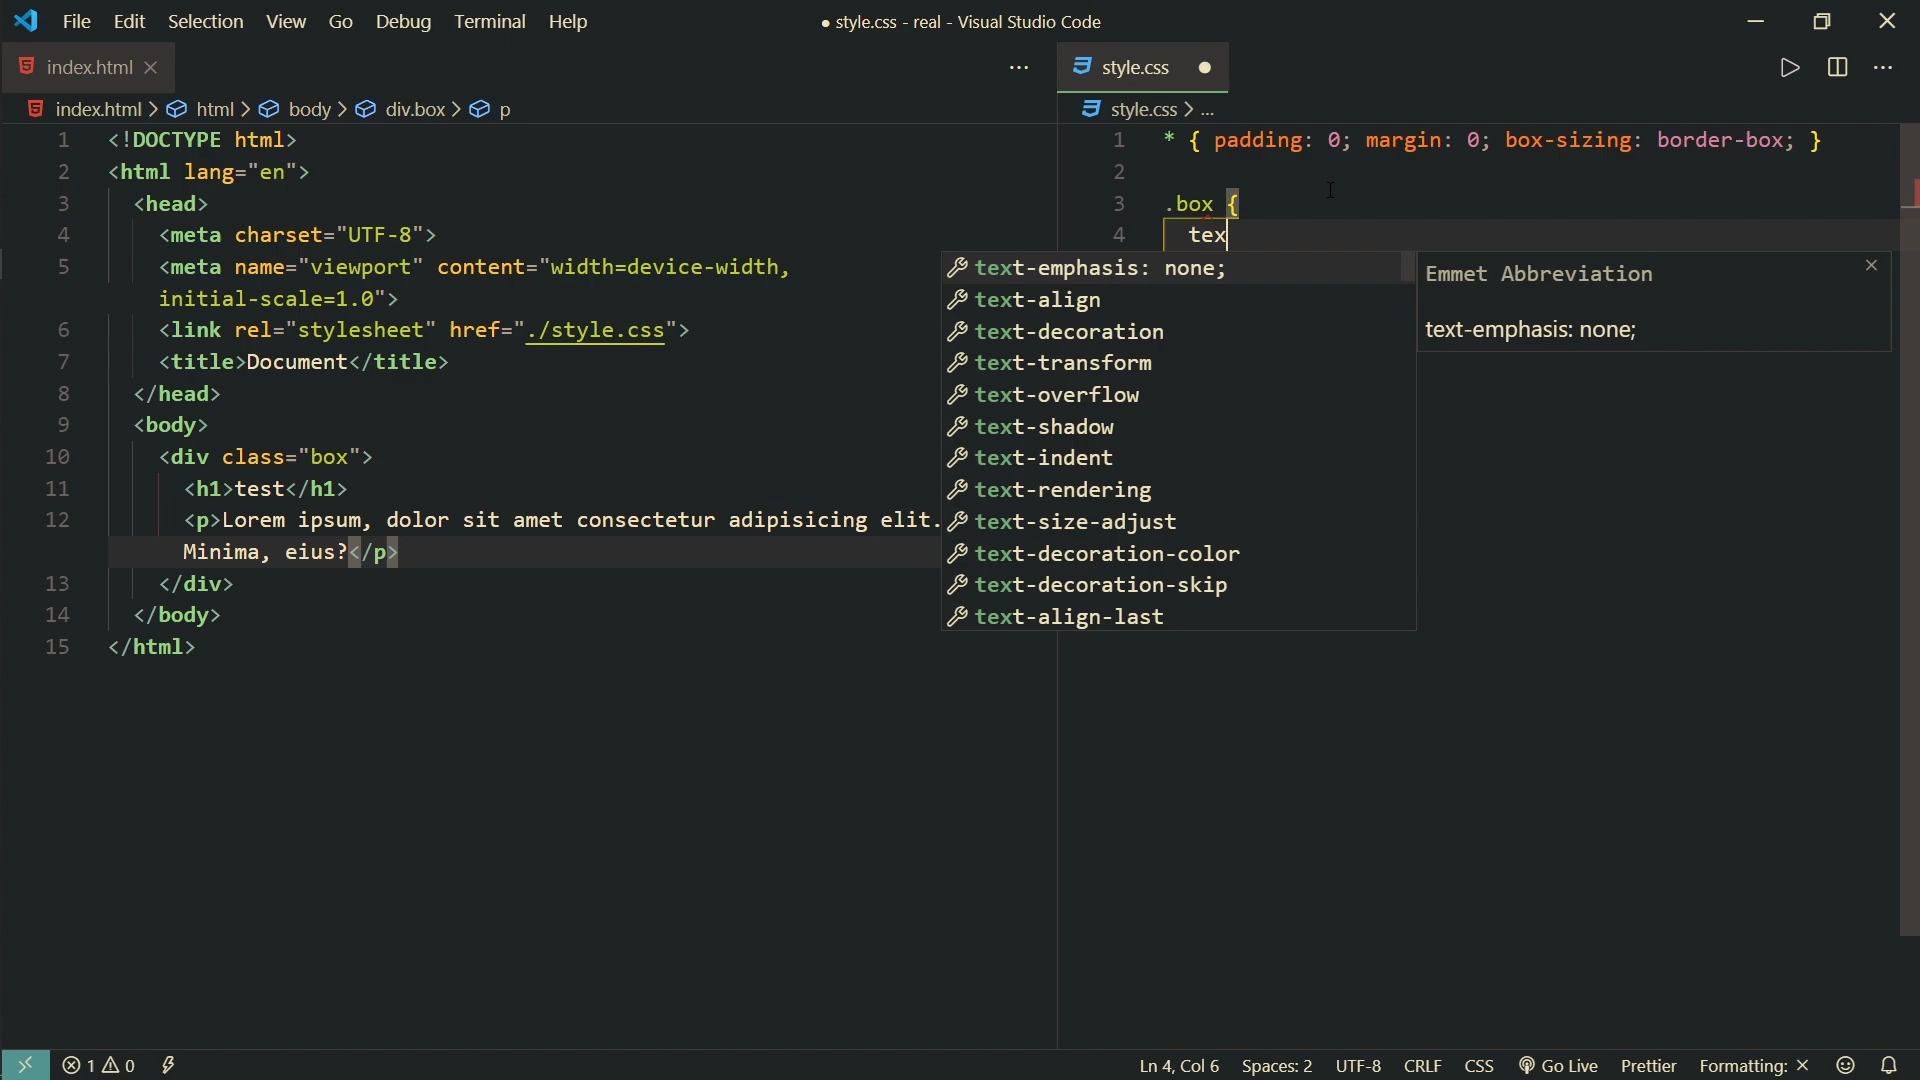 File Edit Selection View Go Debug Terminal Help
● style.css - real - Visual Studio Code
index.html
style.css
index.html > html > body > div.box > p
style.css > ...
1 <!DOCTYPE html>
2 <html lang="en">
3 <head>
4 <meta charset="UTF-8">
5 <meta name="viewport" content="width=device-width,
initial-scale=1.0">
6 <link rel="stylesheet" href="./style.css">
7 <title>Document</title>
8 </head>
9 <body>
10 <div class="box">
11 <h1>test</h1>
12 <p>Lorem ipsum, dolor sit amet consectetur adipisicing elit.
Minima, eius?</p>
13 </div>
14 </body>
15 </html>
1 * { padding: 0; margin: 0; box-sizing: border-box; }
2
3 .box {
4 tex
text-emphasis: none;
text-align
text-decoration
text-transform
text-overflow
text-shadow
text-indent
text-rendering
text-size-adjust
text-decoration-color
text-decoration-skip
text-align-last
Emmet Abbreviation
text-emphasis: none;
1 0
Ln 4, Col 6 Spaces: 2 UTF-8 CRLF CSS Go Live Prettier Formatting: ×